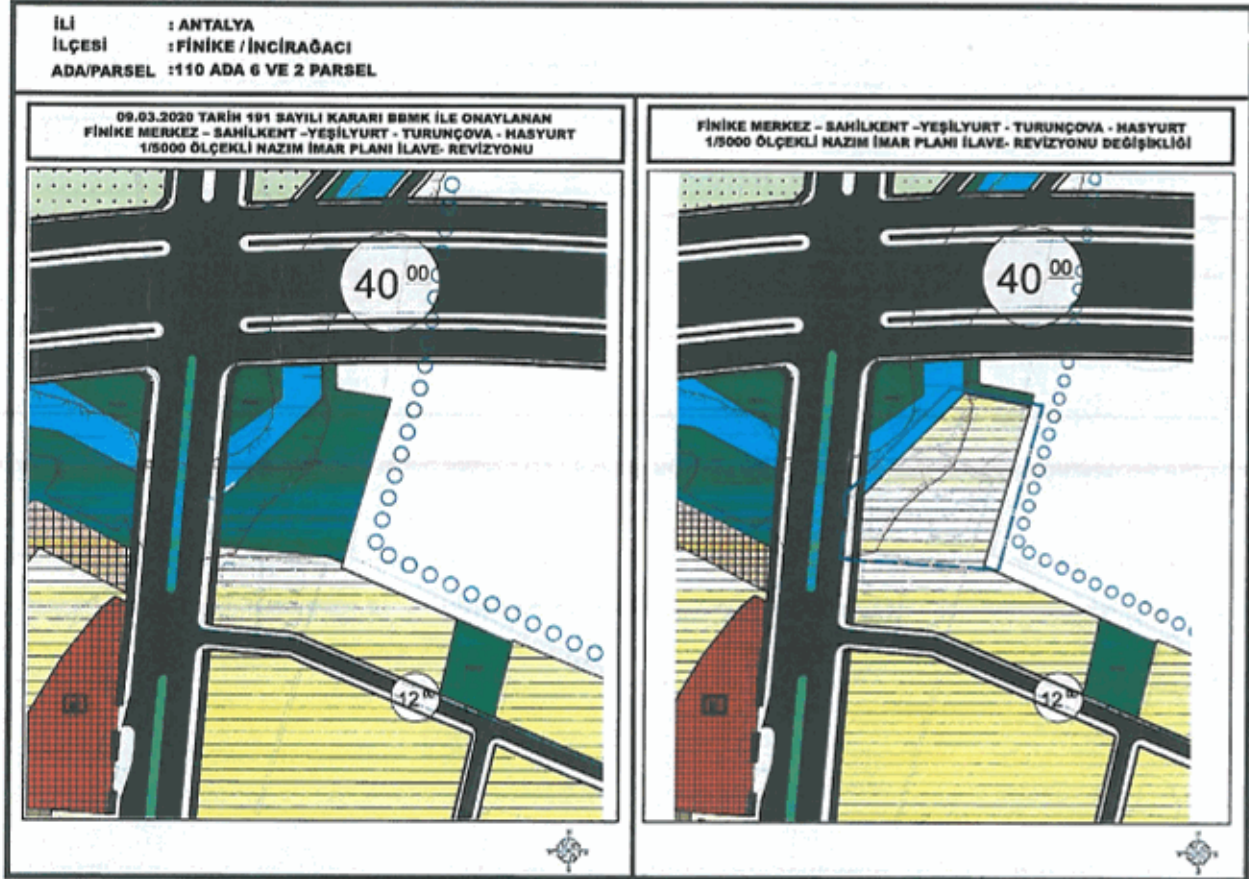 İLİ : ANTALYA
İLÇESİ : FİNİKE / İNCİRAĞACI
ADA/PARSEL :110 ADA 6 VE 2 PARSEL
09.03.2020 TARİH 191 SAYILI KARARI BBMK İLE ONAYLANAN
FİNİKE MERKEZ – SAHİLKENT –YEŞİLYURT - TURUNÇOVA - HASYURT
1/5000 ÖLÇEKLİ NAZIM İMAR PLANI İLAVE- REVİZYONU
FİNİKE MERKEZ – SAHİLKENT –YEŞİLYURT - TURUNÇOVA - HASYURT
1/5000 ÖLÇEKLİ NAZIM İMAR PLANI İLAVE- REVİZYONU DEĞİŞİKLİĞİ
40 00
40 00
12
12